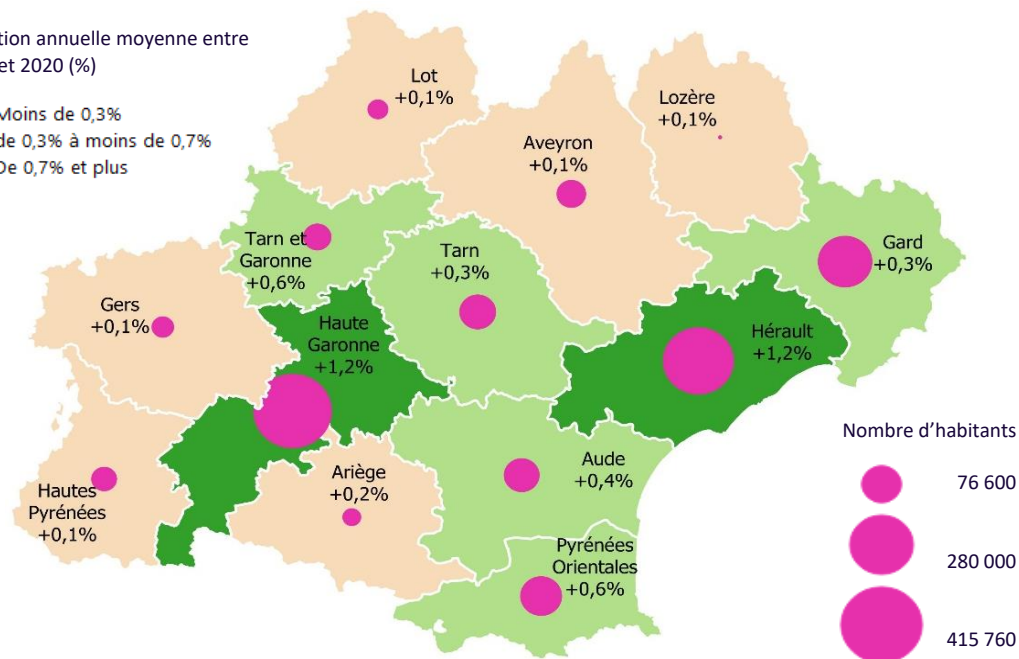 tion annuelle moyenne entre
et 2020 (%)
Moins de 0,3%
de 0,3% à moins de 0,7%
De 0,7% et plus
Lot
+0,1%
Lozère
+0,1%
Aveyron
+0,1%
Tarn et
Garonne
+0,6%
Tarn
+0,3%
Gard
+0,3%
Gers
+0,1%
Haute
Garonne
+1,2%
Hérault
+1,2%
Hautes
Pyrénées
+0,1%
Ariège
+0,2%
Aude
+0,4%
Pyrénées
Orientales
+0,6%
Nombre d’habitants
76 600
280 000
415 760